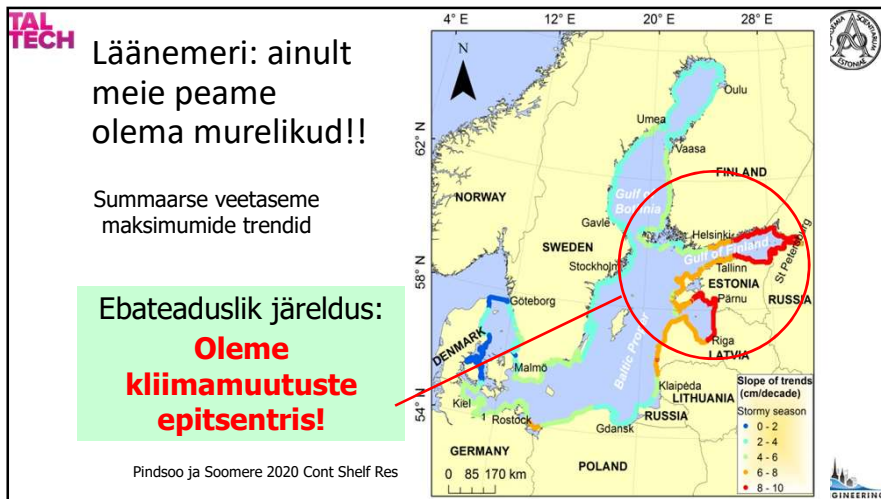 TAL
TECH
Läänemeri: ainult
meie peame
olema murelikud!!
Summaarse veetaseme
maksimumide trendid
Ebateaduslik järeldus:
Oleme
kliimamuutuste
epitsentris!
Pindsoo ja Soomere 2020 Cont Shelf Res
4° E
12° E
20° E
28° E
62° N
58° N
54° N
N
Oulu
Umea
Vaasa
FINLAND
NORWAY
Gulf of
Botnia
Gavle
Helsinki
St Petersburg
SWEDEN
Gulf of Finland
Stockholm
Tallinn
ESTONIA
Pärnu
RUSSIA
Göteborg
Riga
LATVIA
DENMARK
Baltic Proper
Malmö
Klaipėda
LITHUANIA
Kiel
1
Rostock
Gdansk
RUSSIA
GERMANY
POLAND
0 85 170 km
Slope of trends
(cm/decade)
Stormy season
0 - 2
2 - 4
4 - 6
6 - 8
8 - 10
GINEERING